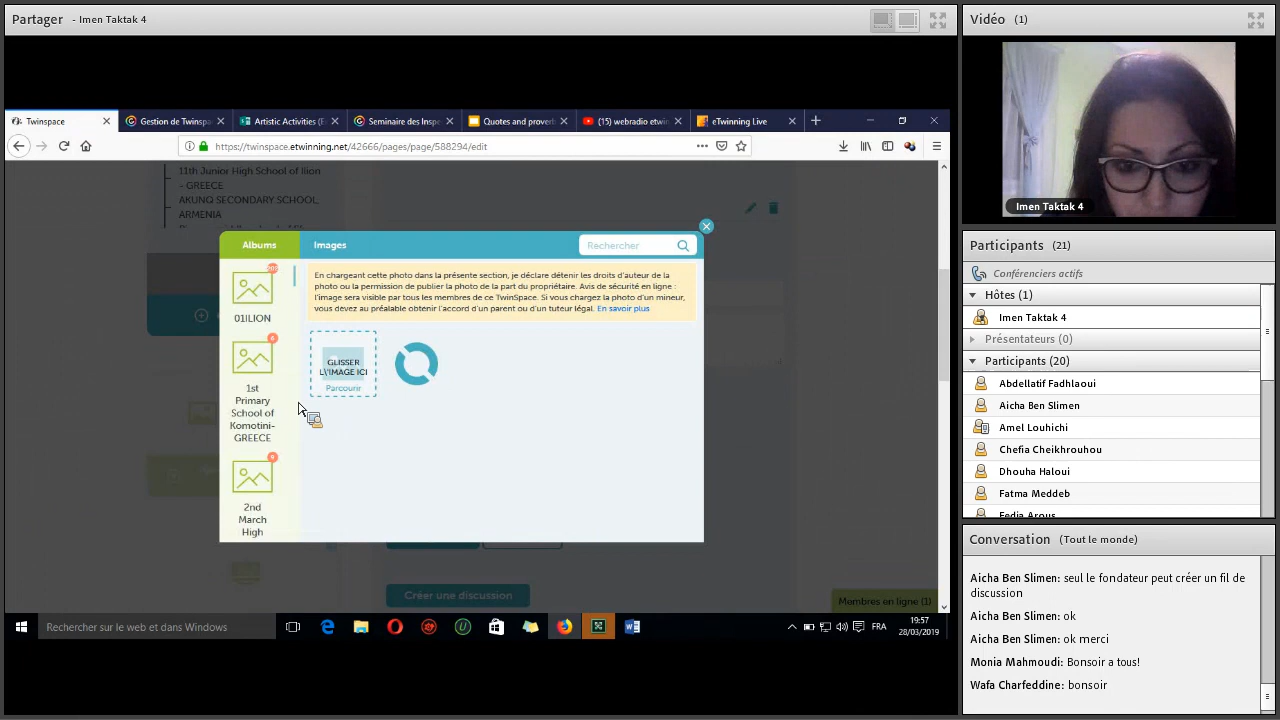 Partager - Imen Taktak 4
Vidéo (1)
Twinspace
Gestion de Twinspa
Artistic Activities (E
Seminaire des Inspe
Quotes and proverb
(15) webradio etwin
eTwinning Live
https://twinspace.etwinning.net/42666/pages/page/588294/edit
11th Junior High School of Ilion
- GREECE
AKUNQ SECONDARY SCHOOL,
ARMENIA
Albums
Images
Rechercher
En chargeant cette photo dans la présente section, je déclare détenir les droits d'auteur de la
photo ou la permission de publier la photo de la part du propriétaire. Avis de sécurité en ligne :
l'image sera visible par tous les membres de ce TwinSpace. Si vous chargez la photo d'un mineur,
vous devez au préalable obtenir l'accord d'un parent ou d'un tuteur légal. En savoir plus
01ILION
6
1st
Primary
School of
Komotini-
GREECE
9
2nd
March
High
GLISSER
L\'IMAGE ICI
Parcourir
Créer une discussion
Membres en ligne (1)
Rechercher sur le web et dans Windows
FRA
19:57
28/03/2019
Imen Taktak 4
Participants (21)
Conférenciers actifs
Hôtes (1)
Imen Taktak 4
Présentateurs (0)
Participants (20)
Abdellatif Fadhlaoui
Aicha Ben Slimen
Amel Louhichi
Chefia Cheikhrouhou
Dhouha Haloui
Fatma Meddeb
Fedia Arous
Conversation (Tout le monde)
Aicha Ben Slimen: seul le fondateur peut créer un fil de
discussion
Aicha Ben Slimen: ok
Aicha Ben Slimen: ok merci
Monia Mahmoudi: Bonsoir a tous!
Wafa Charfeddine: bonsoir